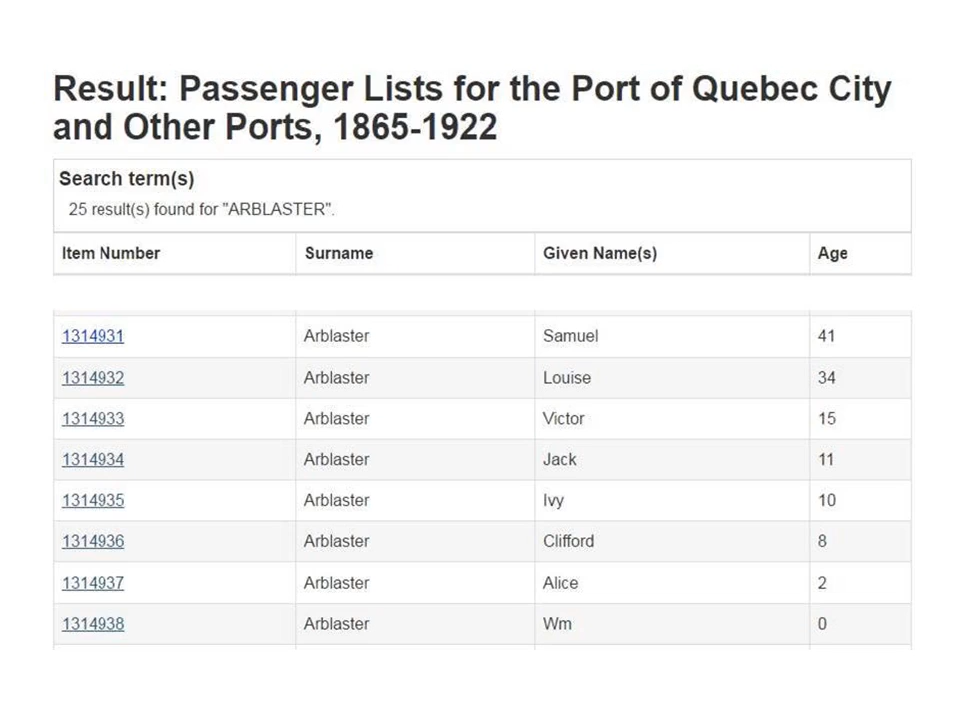 Result: Passenger Lists for the Port of Quebec City
and Other Ports, 1865-1922
Search term(s)
25 result(s) found for "ARBLASTER".
Item Number Surname Given Name(s) Age
1314931 Arblaster Samuel 41
1314932 Arblaster Louise 34
1314933 Arblaster Victor 15
1314934 Arblaster Jack 11
1314935 Arblaster Ivy 10
1314936 Arblaster Clifford 8
1314937 Arblaster Alice 2
1314938 Arblaster Wm 0